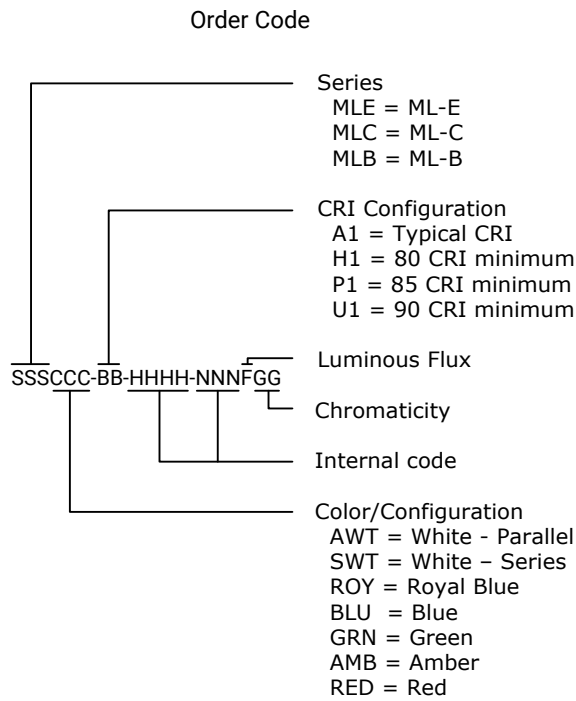 Order Code
Series
MLE = ML-E
MLC = ML-C
MLB = ML-B
CRI Configuration
A1 = Typical CRI
H1 = 80 CRI minimum
P1 = 85 CRI minimum
U1 = 90 CRI minimum
Luminous Flux
SSSCCC-BB-HHHH-NNNFGG
Chromaticity
Internal code
Color/Configuration
AWT = White - Parallel
SWT = White – Series
ROY = Royal Blue
BLU = Blue
GRN = Green
AMB = Amber
RED = Red